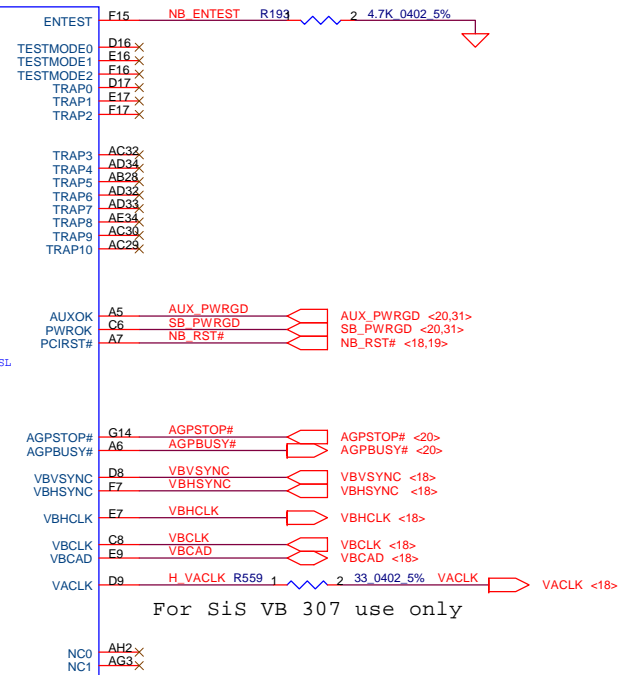 ENTEST F15 NB_ENTEST R193 1 2 4.7K_0402_5%
TESTMODE0 D16
TESTMODE1 E16
TESTMODE2 F16
TRAP0 D17
TRAP1 E17
TRAP2 F17
TRAP3 AC32
TRAP4 AD34
TRAP5 AB28
TRAP6 AD32
TRAP7 AD33
TRAP8 AE34
TRAP9 AC30
TRAP10 AC29
AUXOK A5 AUX_PWRGD AUX_PWRGD <20,31>
PWROK C6 SB_PWRGD SB_PWRGD <20,31>
PCIRST# A7 NB_RST# NB_RST# <18,19>
SL
AGPSTOP# G14 AGPSTOP# AGPSTOP# <20>
AGPBUSY# A6 AGPBUSY# AGPBUSY# <20>
VBVSYNC D8 VBVSYNC VBVSYNC <18>
VBHSYNC F7 VBHSYNC VBHSYNC <18>
VBHCLK E7 VBHCLK VBHCLK <18>
VBCLK C8 VBCLK VBCLK <18>
VBCAD E9 VBCAD VBCAD <18>
VACLK D9 H_VACLK R559 1 2 33_0402_5% VACLK VACLK <18>
For SiS VB 307 use only
NC0 AH2
NC1 AG3